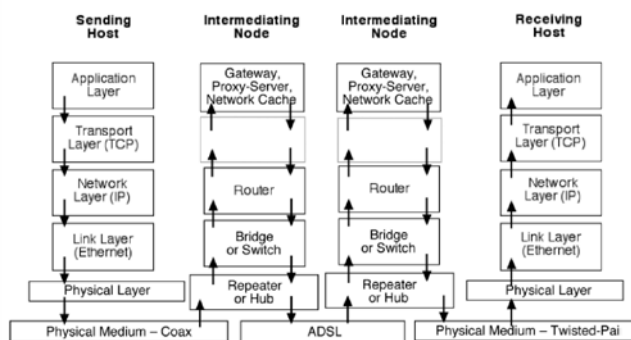 Sending
Host
Intermediating
Node
Intermediating
Node
Receiving
Host
Application
Layer
Gateway,
Proxy-Server,
Network Cache
Gateway,
Proxy-Server,
Network Cache
Application
Layer
Transport
Layer (TCP)
Transport
Layer (TCP)
Network
Layer (IP)
Router
Router
Network
Layer (IP)
Link Layer
(Ethernet)
Bridge
or Switch
Bridge
or Switch
Link Layer
(Ethernet)
Physical Layer
Repeater
or Hub
Repeater
or Hub
Physical Layer
Physical Medium – Coax
ADSL
Physical Medium – Twisted-Pai